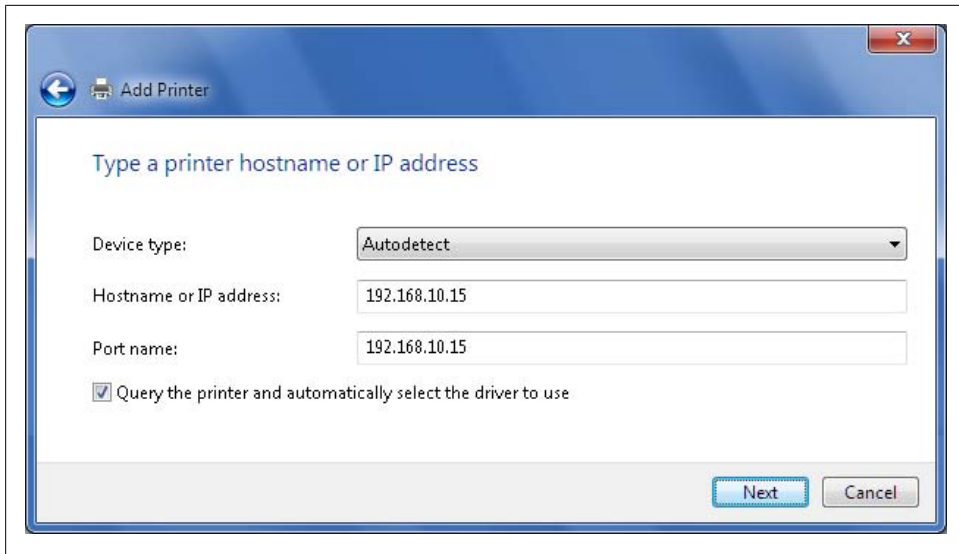 Add Printer
Type a printer hostname or IP address
Device type: Autodetect
Hostname or IP address: 192.168.10.15
Port name: 192.168.10.15
Query the printer and automatically select the driver to use
Next Cancel